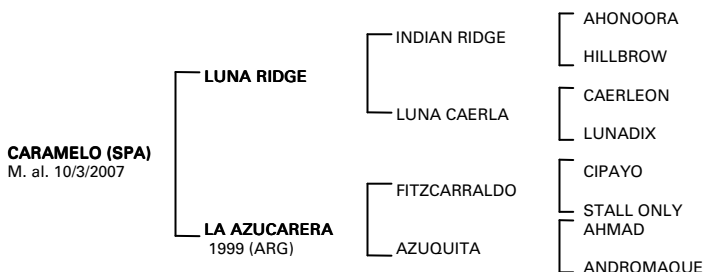 CARAMELO (SPA)
M. al. 10/3/2007
LUNA RIDGE
LA AZUCARERA
1999 (ARG)
INDIAN RIDGE
LUNA CAERLA
FITZCARRALDO
AZUQUITA
AHONOORA
HILLBROW
CAERLEON
LUNADIX
CIPAYO
STALL ONLY
AHMAD
ANDROMAQUE